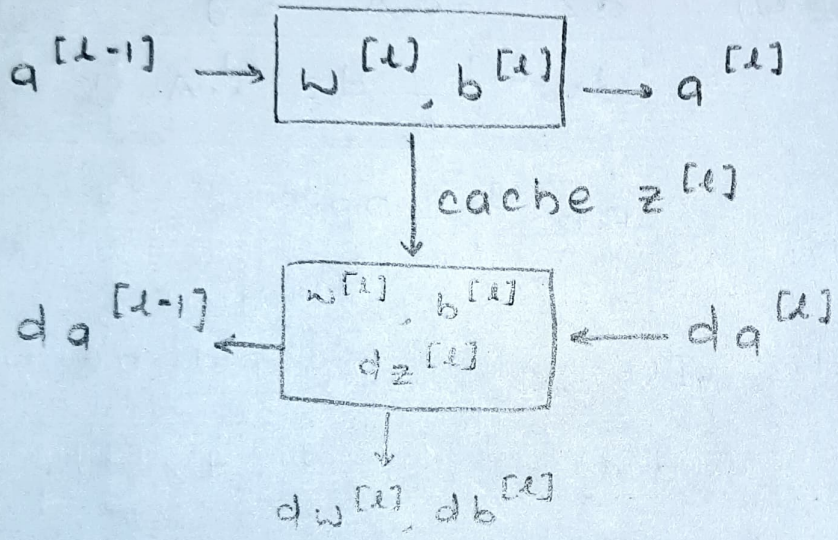 a^[l-1] → w^[l], b^[l] → a^[l]
cache z^[l]
w^[l], b^[l]
da^[l-1] ← dz^[l] ← da^[l]
dw^[l], db^[l]